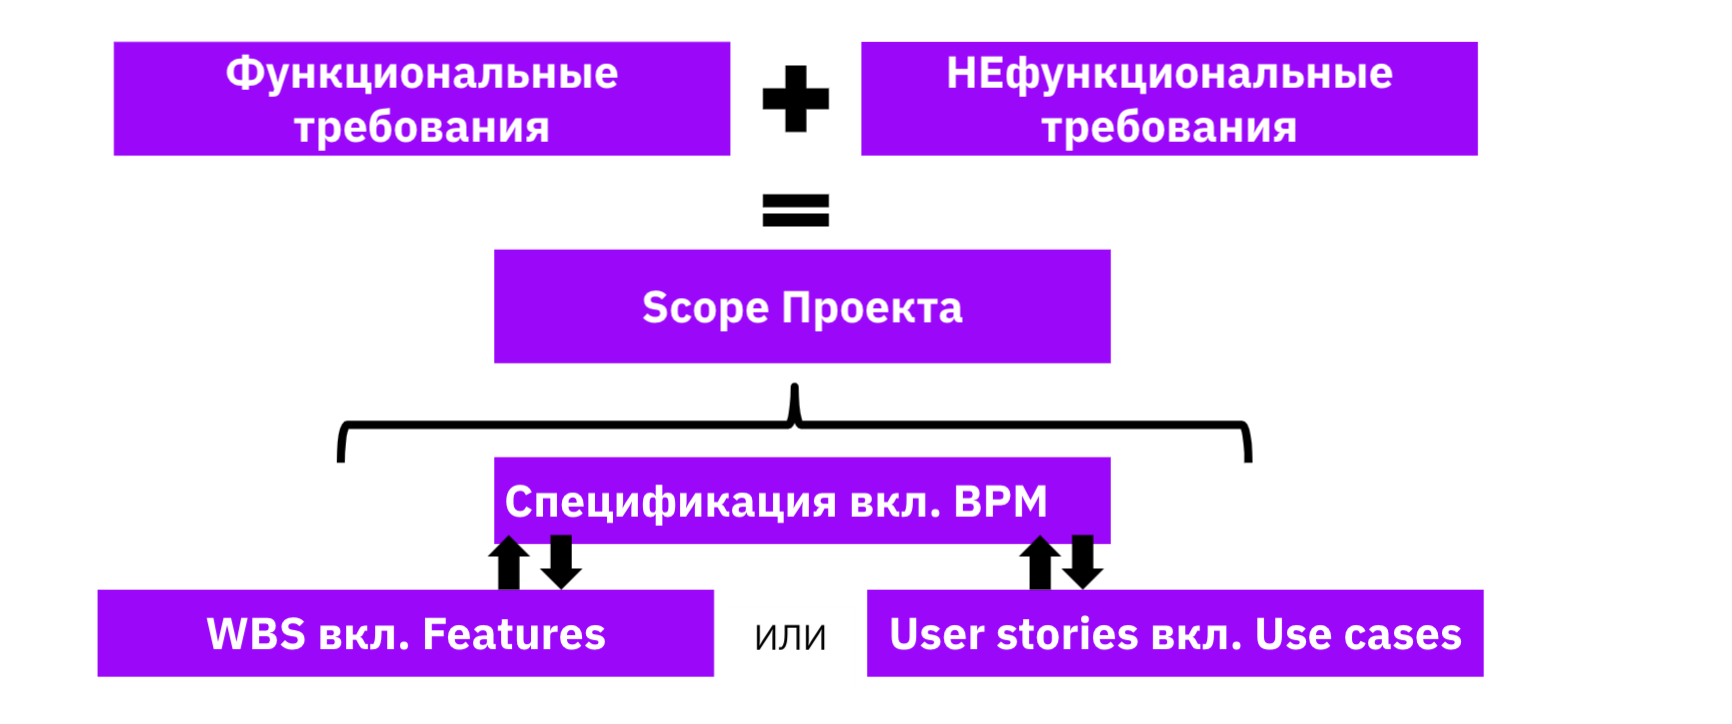 Функциональные
требования
НЕфункциональные
требования
Scope Проекта
Спецификация вкл. BPM
WBS вкл. Features
или
User stories вкл. Use cases